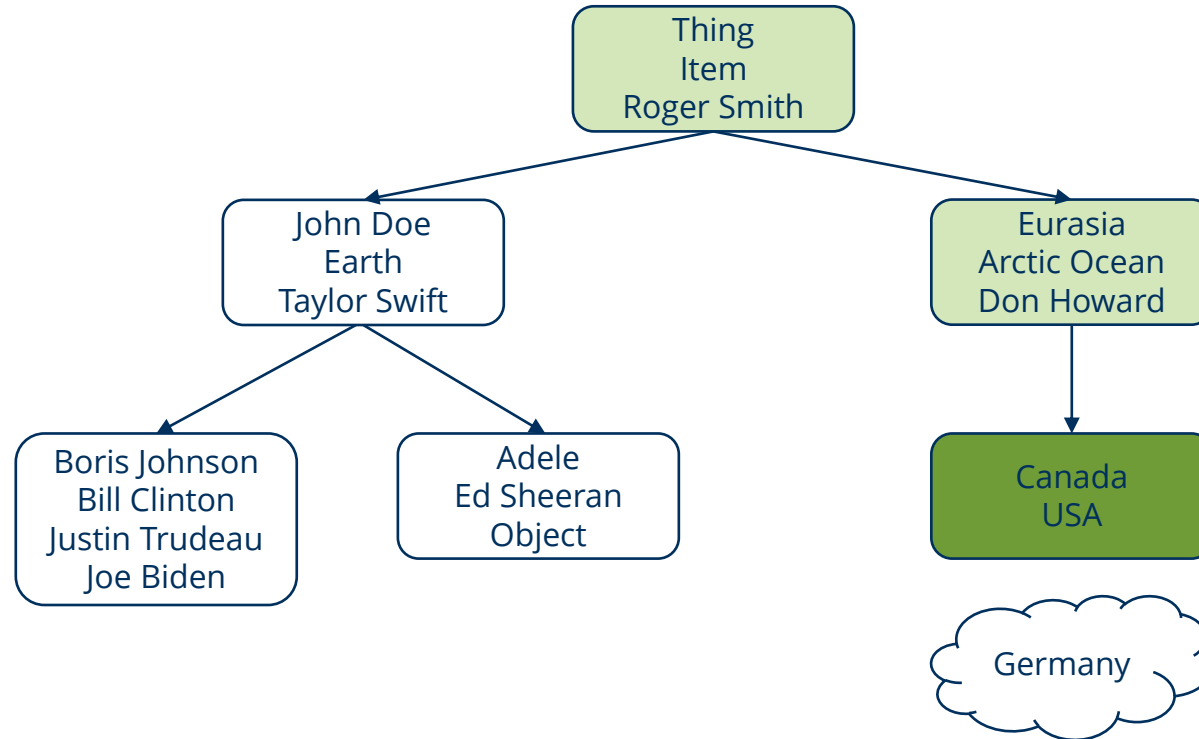 Thing
Item
Roger Smith
John Doe
Earth
Taylor Swift
Eurasia
Arctic Ocean
Don Howard
Boris Johnson
Bill Clinton
Justin Trudeau
Joe Biden
Adele
Ed Sheeran
Object
Canada
USA
Germany